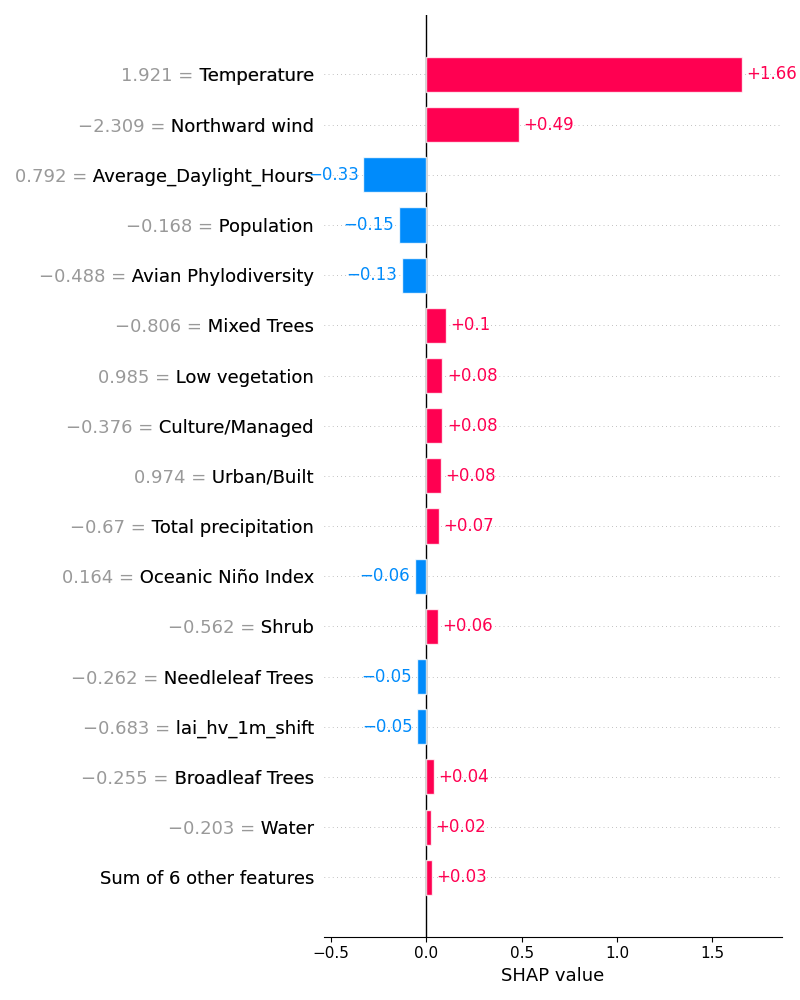 1.921 = Temperature +1.66
−2.309 = Northward wind +0.49
0.792 = Average_Daylight_Hours −0.33
−0.168 = Population −0.15
−0.488 = Avian Phylodiversity −0.13
−0.806 = Mixed Trees +0.1
0.985 = Low vegetation +0.08
−0.376 = Culture/Managed +0.08
0.974 = Urban/Built +0.08
−0.67 = Total precipitation +0.07
0.164 = Oceanic Niño Index −0.06
−0.562 = Shrub +0.06
−0.262 = Needleleaf Trees −0.05
−0.683 = lai_hv_1m_shift −0.05
−0.255 = Broadleaf Trees +0.04
−0.203 = Water +0.02
Sum of 6 other features +0.03
−0.5 0.0 0.5 1.0 1.5
SHAP value